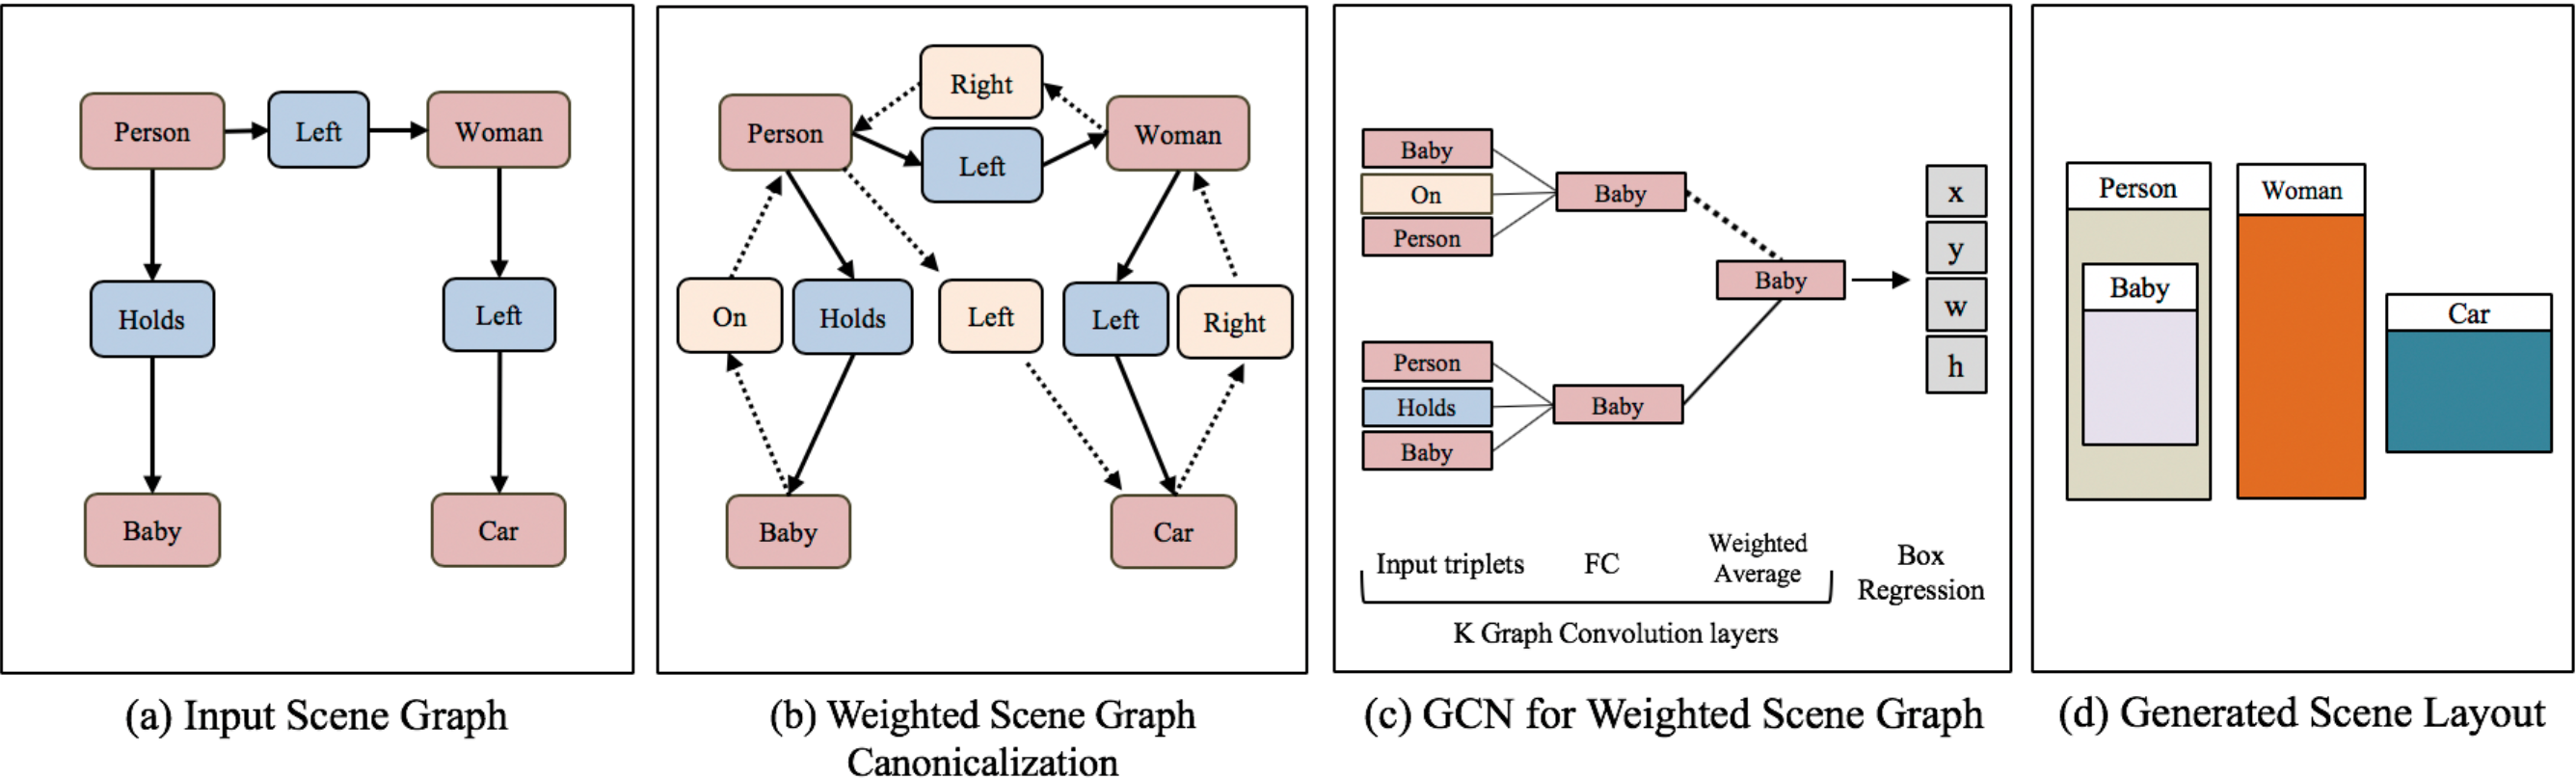 Person
Left
Woman
Holds
Left
Baby
Car
(a) Input Scene Graph
Right
Person
Left
Woman
On
Holds
Left
Left
Right
Baby
Car
(b) Weighted Scene Graph
Canonicalization
Baby
On
Person
Baby
Baby
Person
Holds
Baby
Baby
x
y
w
h
Input triplets
FC
Weighted
Average
Box
Regression
K Graph Convolution layers
(c) GCN for Weighted Scene Graph
Person
Woman
Baby
Car
(d) Generated Scene Layout